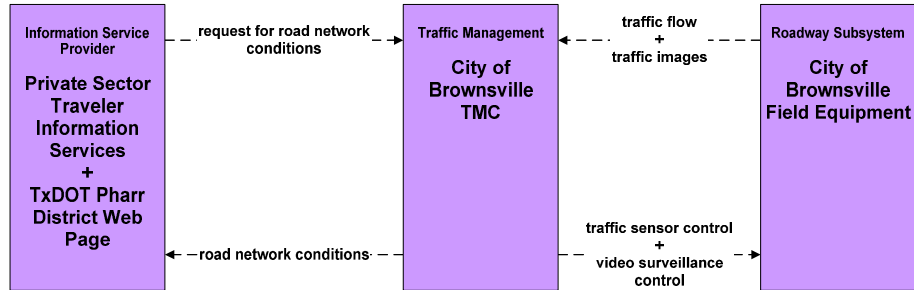 Information Service
Provider
Private Sector
Traveler
Information
Services
+
TxDOT Pharr
District Web
Page
request for road network
conditions
road network conditions
Traffic Management
City of
Brownsville
TMC
traffic flow
+
traffic images
traffic sensor control
+
video surveillance
control
Roadway Subsystem
City of
Brownsville
Field Equipment